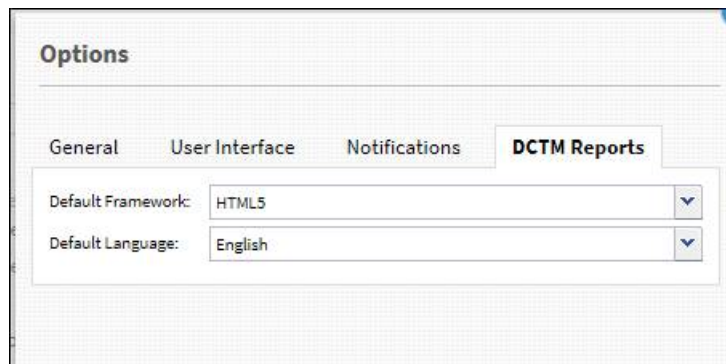 Options
General User Interface Notifications DCTM Reports
Default Framework: HTML5
Default Language: English